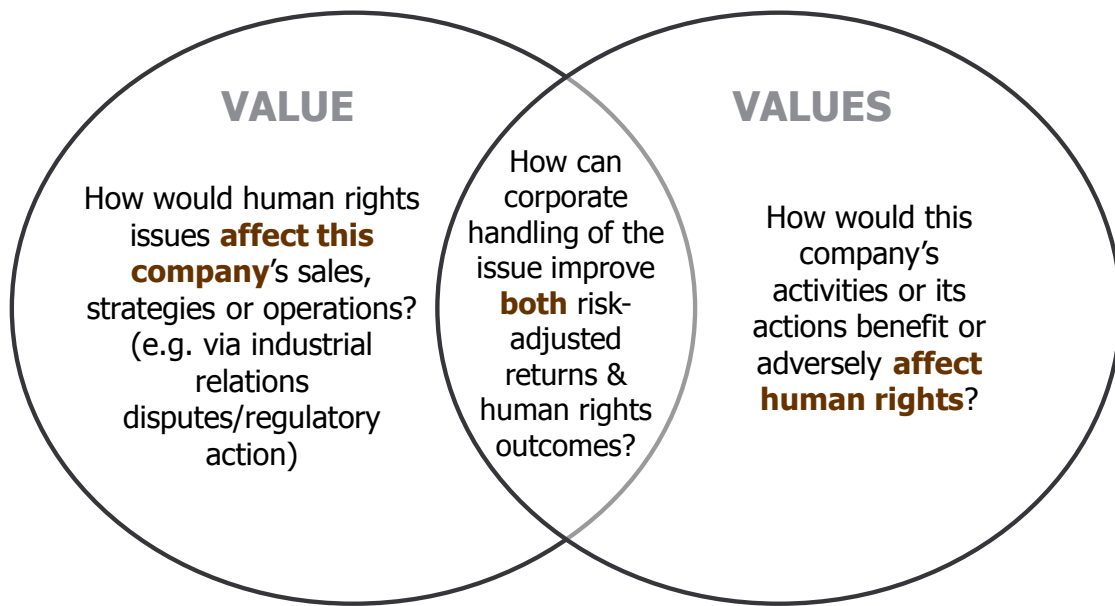 VALUE
How would human rights
issues affect this
company’s sales,
strategies or operations?
(e.g. via industrial
relations
disputes/regulatory
action)
How can
corporate
handling of the
issue improve
both risk-
adjusted
returns &
human rights
outcomes?
VALUES
How would this
company’s
activities or its
actions benefit or
adversely affect
human rights?